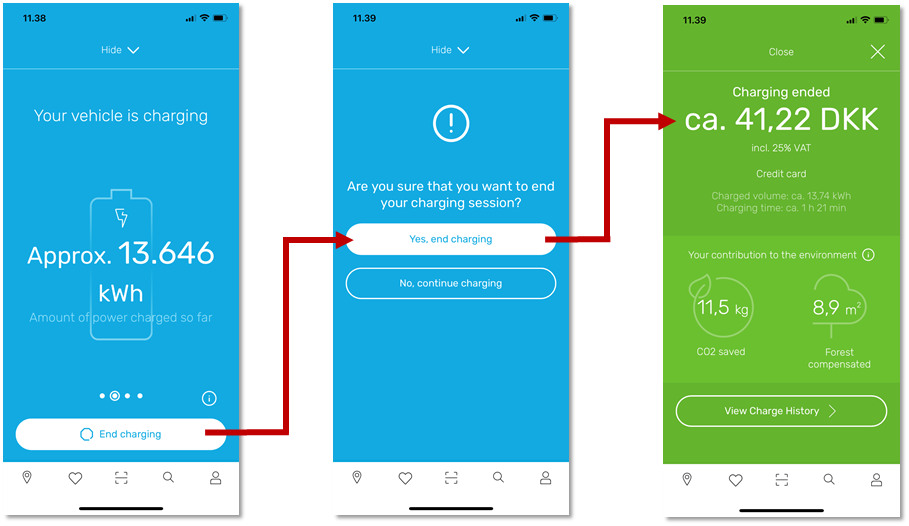 11.38
Hide
Your vehicle is charging
Approx. 13.646
kWh
Amount of power charged so far
End charging
11.39
Hide
Are you sure that you want to end
your charging session?
Yes, end charging
No, continue charging
11.39
Close
Charging ended
ca. 41,22 DKK
incl. 25% VAT
Credit card
Charged volume: ca. 13,74 kWh
Charging time: ca. 1 h 21 min
Your contribution to the environment
11,5 kg
8,9 m²
CO2 saved
Forest
compensated
View Charge History